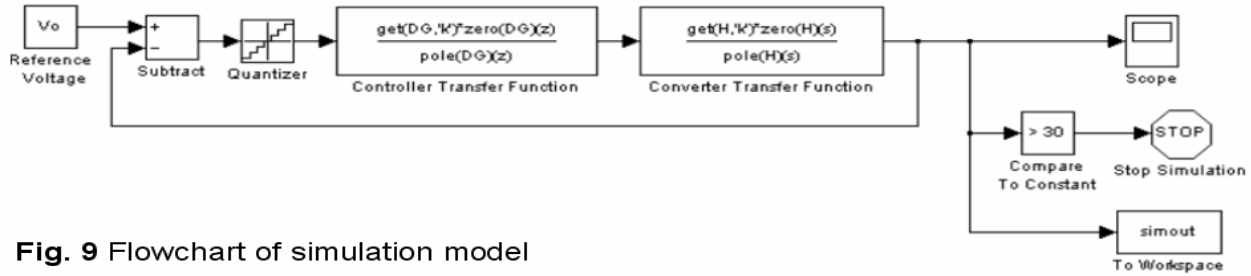 Vo
Reference
Voltage
+
−
Subtract
Quantizer
get(DG,'k')*zero(DG)(z)
pole(DG)(z)
Controller Transfer Function
get(H,'k')*zero(H)(s)
pole(H)(s)
Converter Transfer Function
Scope
> 30
Compare
To Constant
STOP
Stop Simulation
simout
To Workspace
Fig. 9 Flowchart of simulation model